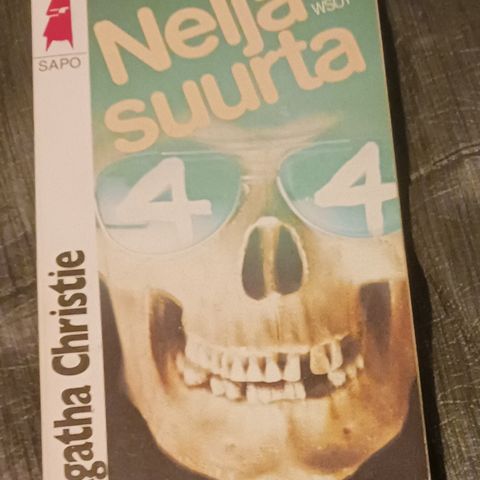 SAPO
Neljä
WSOY
suurta
4 4
gatha Christie